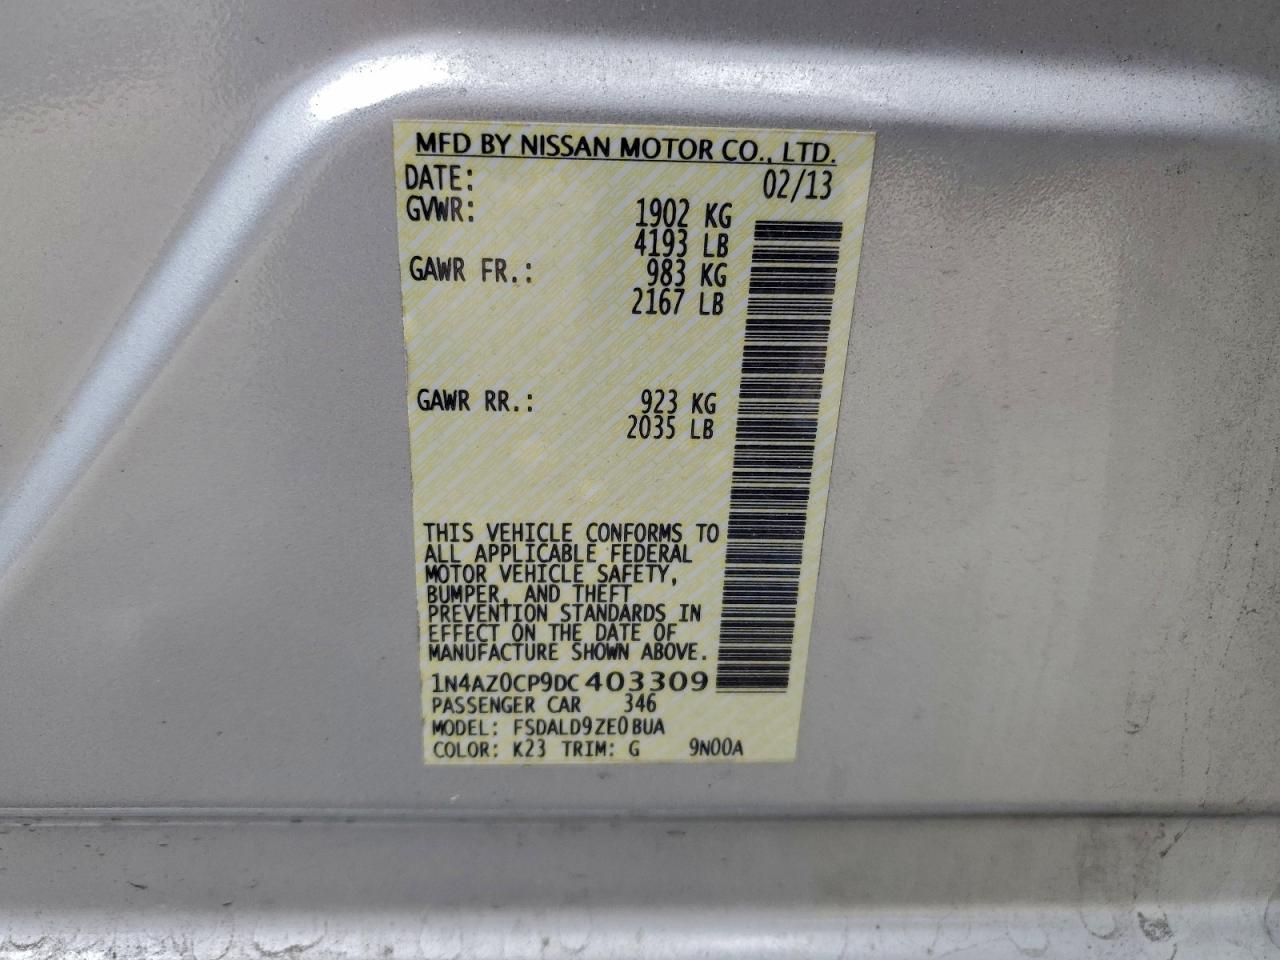 MFD BY NISSAN MOTOR CO., LTD.
DATE: 02/13
GVWR: 1902 KG
4193 LB
GAWR FR.: 983 KG
2167 LB
GAWR RR.: 923 KG
2035 LB
THIS VEHICLE CONFORMS TO
ALL APPLICABLE FEDERAL
MOTOR VEHICLE SAFETY,
BUMPER, AND THEFT
PREVENTION STANDARDS IN
EFFECT ON THE DATE OF
MANUFACTURE SHOWN ABOVE.
1N4AZ0CP9DC403309
PASSENGER CAR 346
MODEL: FSDALD9ZE0BUA
COLOR: K23 TRIM: G 9N00A